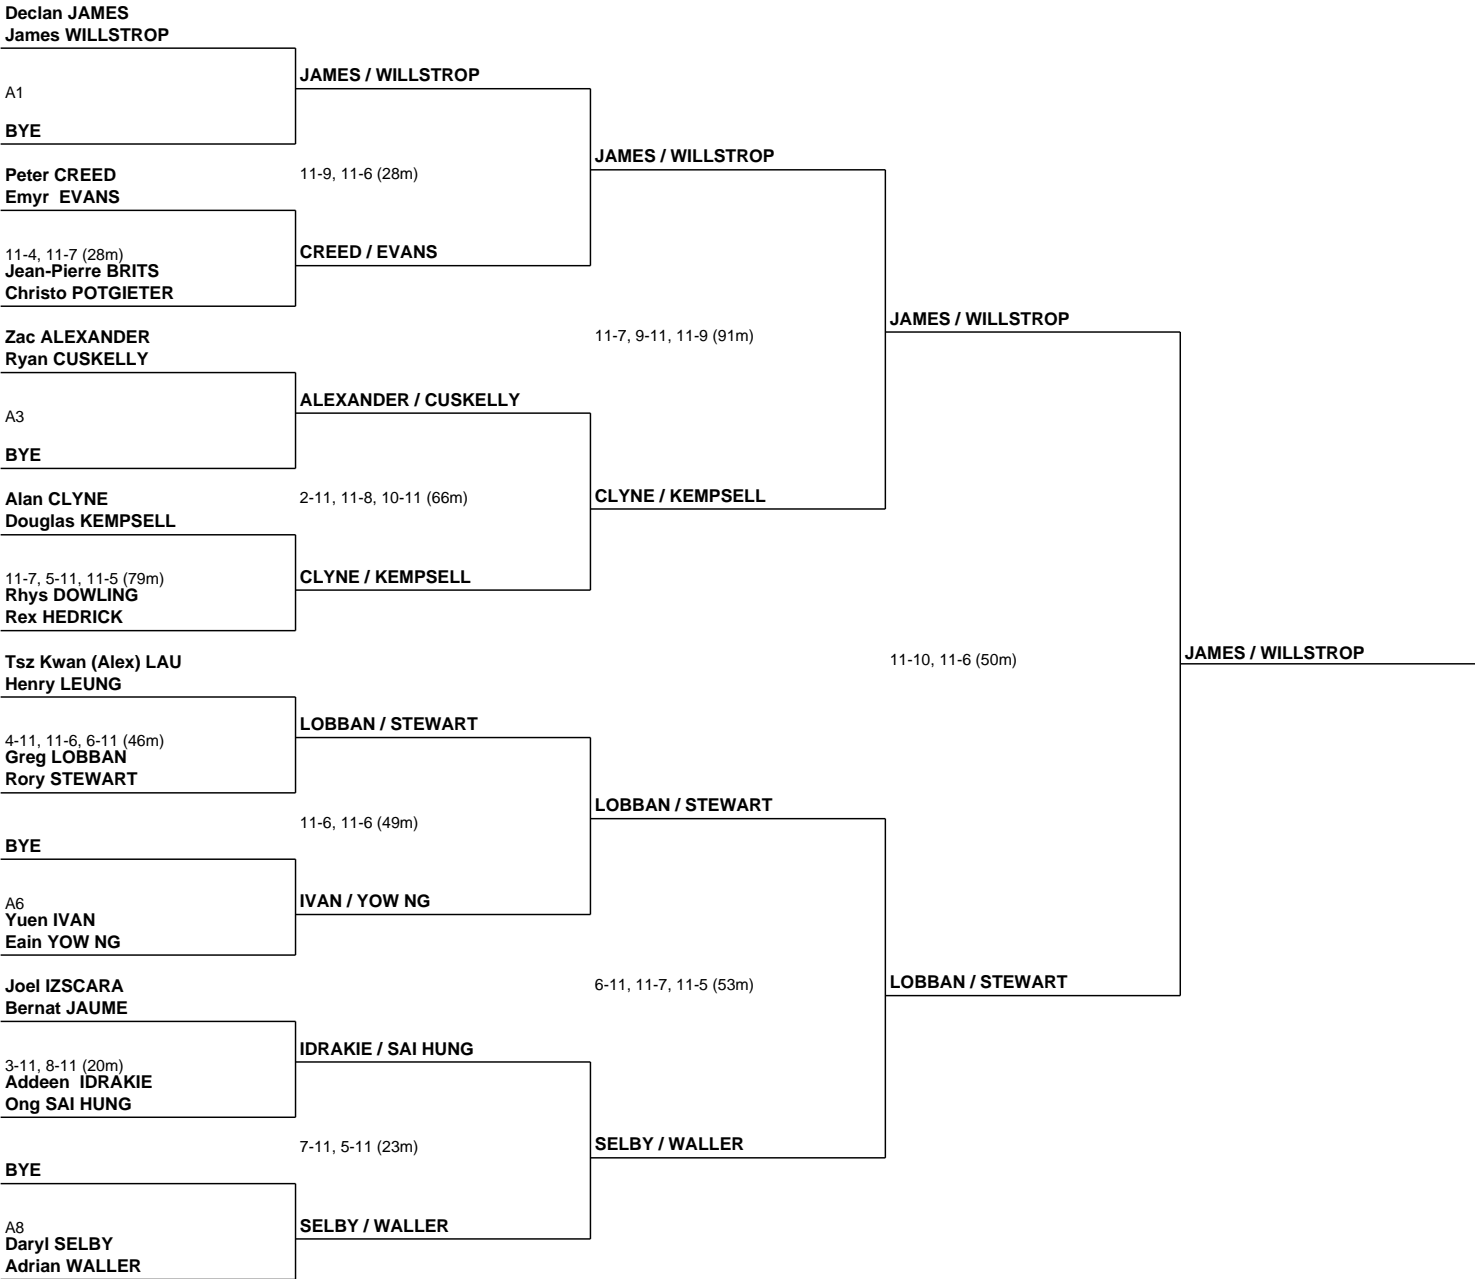 Declan JAMES
James WILLSTROP
JAMES / WILLSTROP
A1
BYE
JAMES / WILLSTROP
Peter CREED
11-9, 11-6 (28m)
Emyr  EVANS
CREED / EVANS
11-4, 11-7 (28m)
Jean-Pierre BRITS
Christo POTGIETER
JAMES / WILLSTROP
Zac ALEXANDER
11-7, 9-11, 11-9 (91m)
Ryan CUSKELLY
ALEXANDER / CUSKELLY
A3
BYE
Alan CLYNE
2-11, 11-8, 10-11 (66m)
CLYNE / KEMPSELL
Douglas KEMPSELL
11-7, 5-11, 11-5 (79m)
CLYNE / KEMPSELL
Rhys DOWLING
Rex HEDRICK
JAMES / WILLSTROP
Tsz Kwan (Alex) LAU
11-10, 11-6 (50m)
Henry LEUNG
LOBBAN / STEWART
4-11, 11-6, 6-11 (46m)
Greg LOBBAN
Rory STEWART
LOBBAN / STEWART
11-6, 11-6 (49m)
BYE
IVAN / YOW NG
A6
Yuen IVAN
Eain YOW NG
Joel IZSCARA
6-11, 11-7, 11-5 (53m)
LOBBAN / STEWART
Bernat JAUME
IDRAKIE / SAI HUNG
3-11, 8-11 (20m)
Addeen  IDRAKIE
Ong SAI HUNG
7-11, 5-11 (23m)
SELBY / WALLER
BYE
SELBY / WALLER
A8
Daryl SELBY
Adrian WALLER